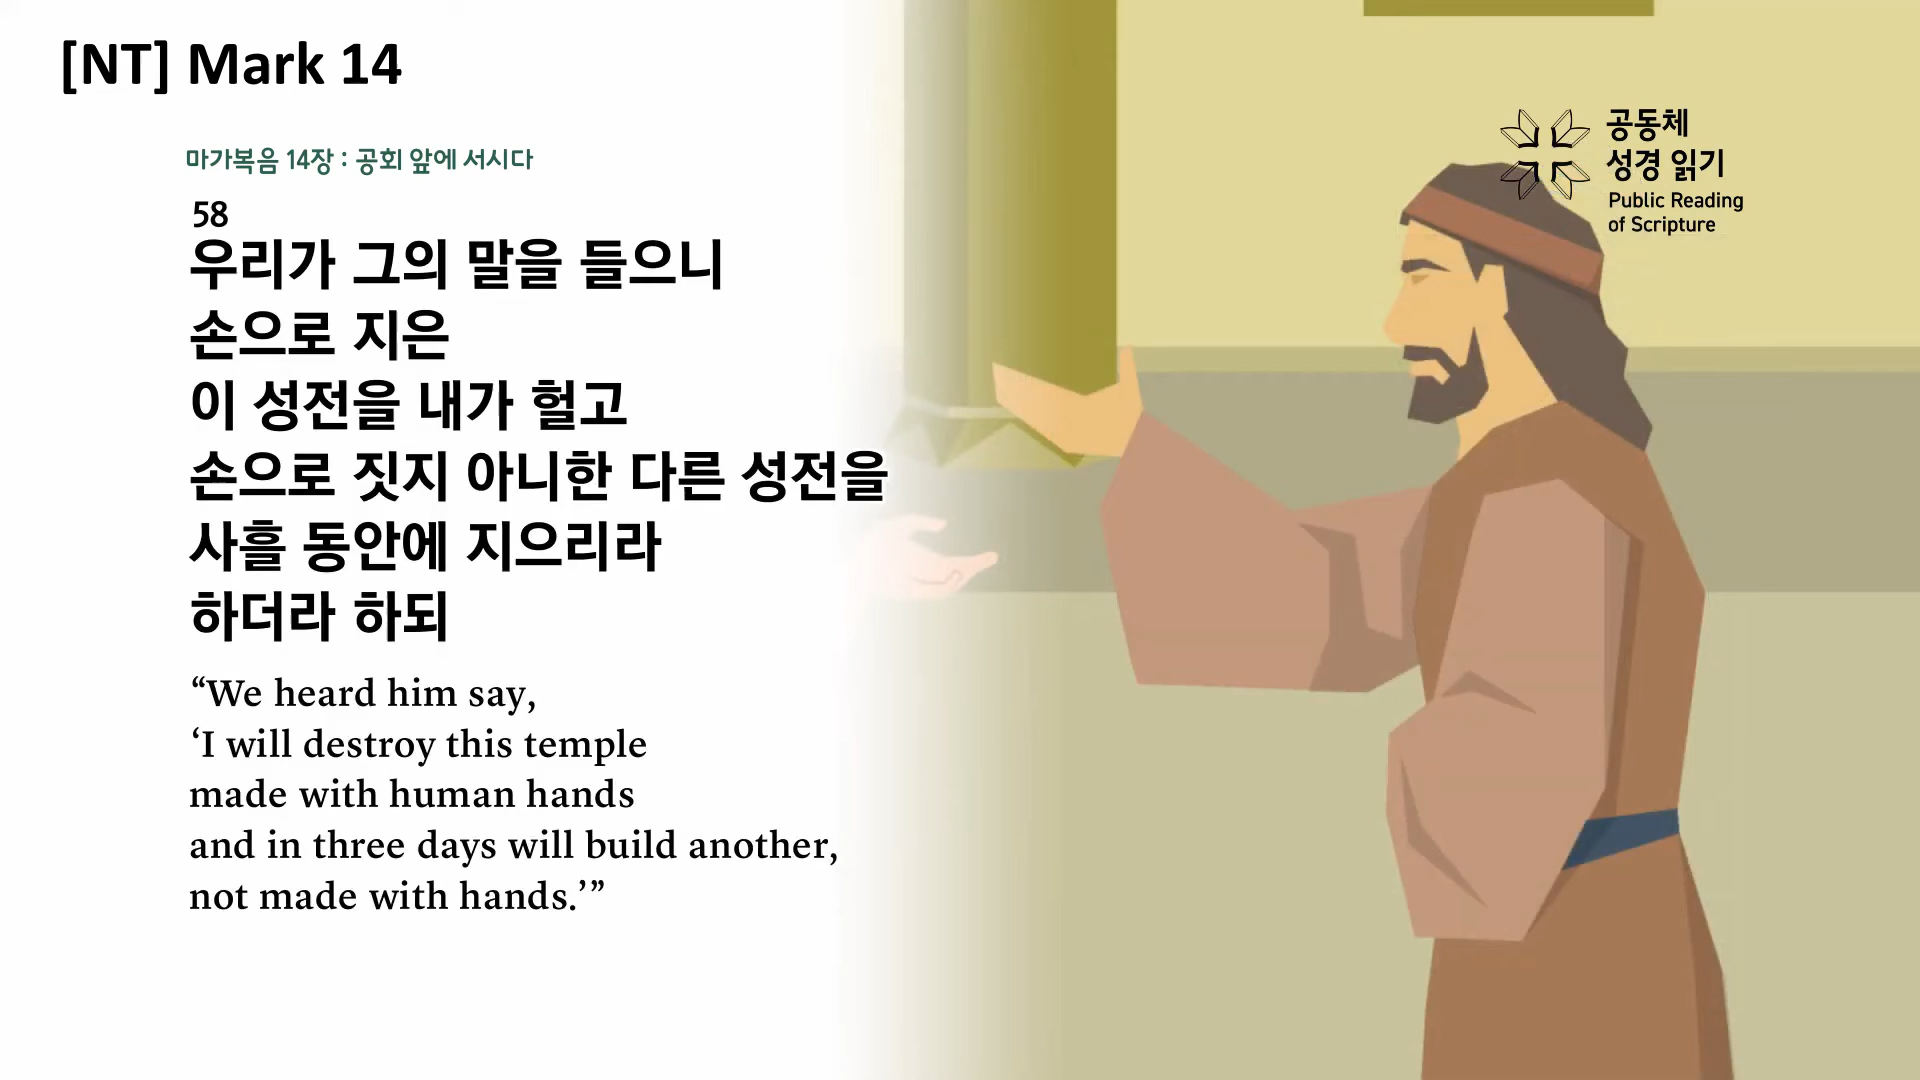 [NT] Mark 14
공동체
성경 읽기
Public Reading
of Scripture
마가복음 14장 : 공회 앞에 서시다
58
우리가 그의 말을 들으니
손으로 지은
이 성전을 내가 헐고
손으로 짓지 아니한 다른 성전을
사흘 동안에 지으리라
하더라 하되
“We heard him say,
‘I will destroy this temple
made with human hands
and in three days will build another,
not made with hands.’”